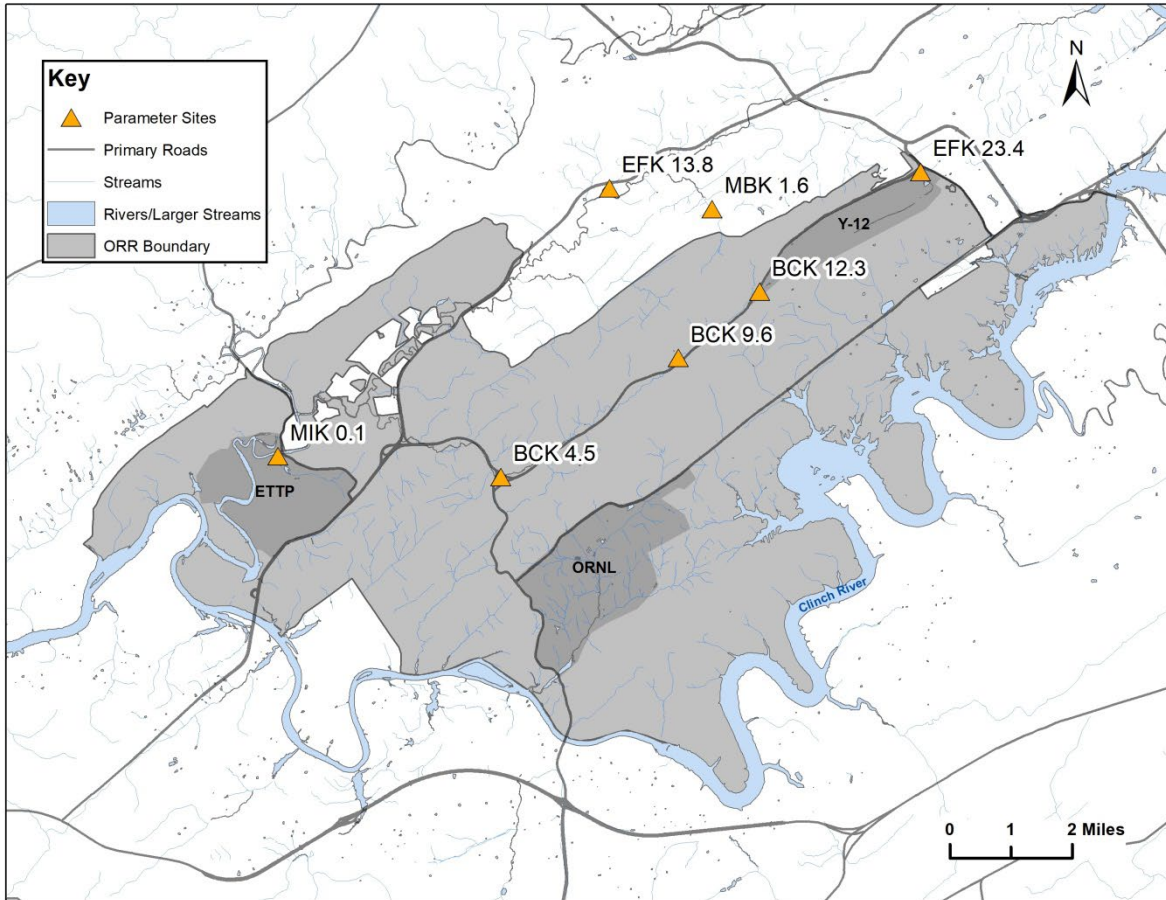 Key
Parameter Sites
Primary Roads
Streams
Rivers/Larger Streams
ORR Boundary
N
EFK 13.8
MBK 1.6
EFK 23.4
Y-12
BCK 12.3
BCK 9.6
MIK 0.1
BCK 4.5
ETTP
ORNL
Clinch River
0 1 2 Miles